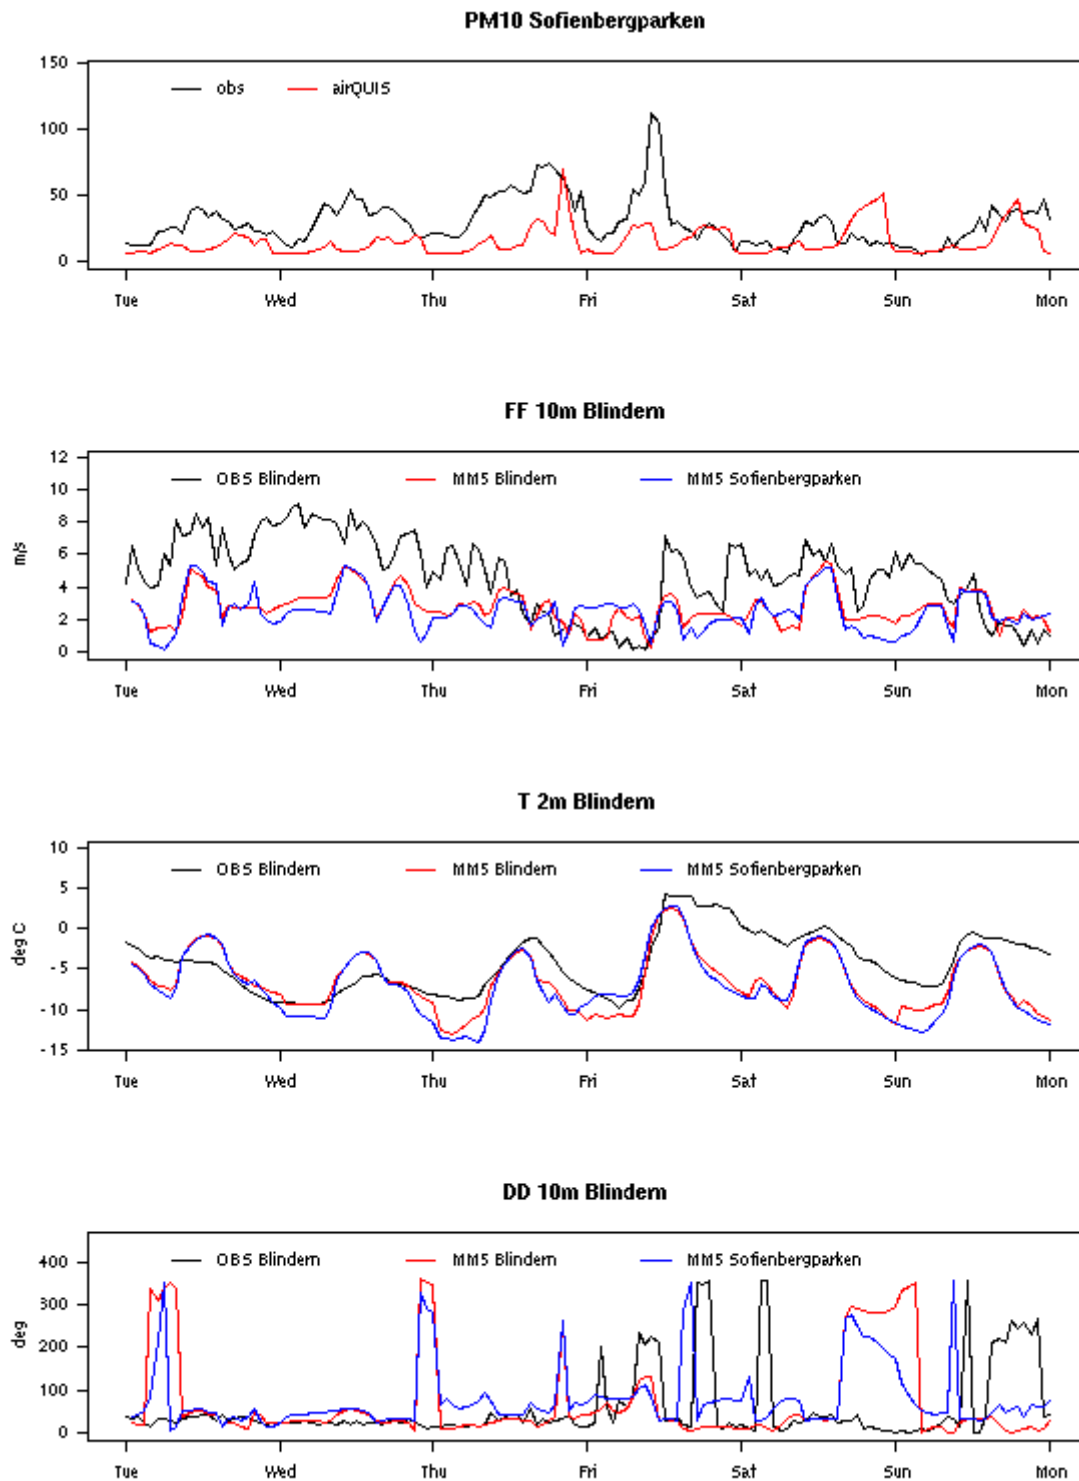 PM10 Sofienbergparken
150
obs airQUIS
100
50
0
Tue Wed Thu Fri Sat Sun Mon
FF 10m Blindern
12
OBS Blindern MM5 Blindern MM5 Sofienbergparken
10
8
m/s
6
4
2
0
Tue Wed Thu Fri Sat Sun Mon
T 2m Blindern
10
OBS Blindern MM5 Blindern MM5 Sofienbergparken
5
0
deg C
-5
-10
-15
Tue Wed Thu Fri Sat Sun Mon
DD 10m Blindern
400
OBS Blindern MM5 Blindern MM5 Sofienbergparken
300
deg
200
100
0
Tue Wed Thu Fri Sat Sun Mon